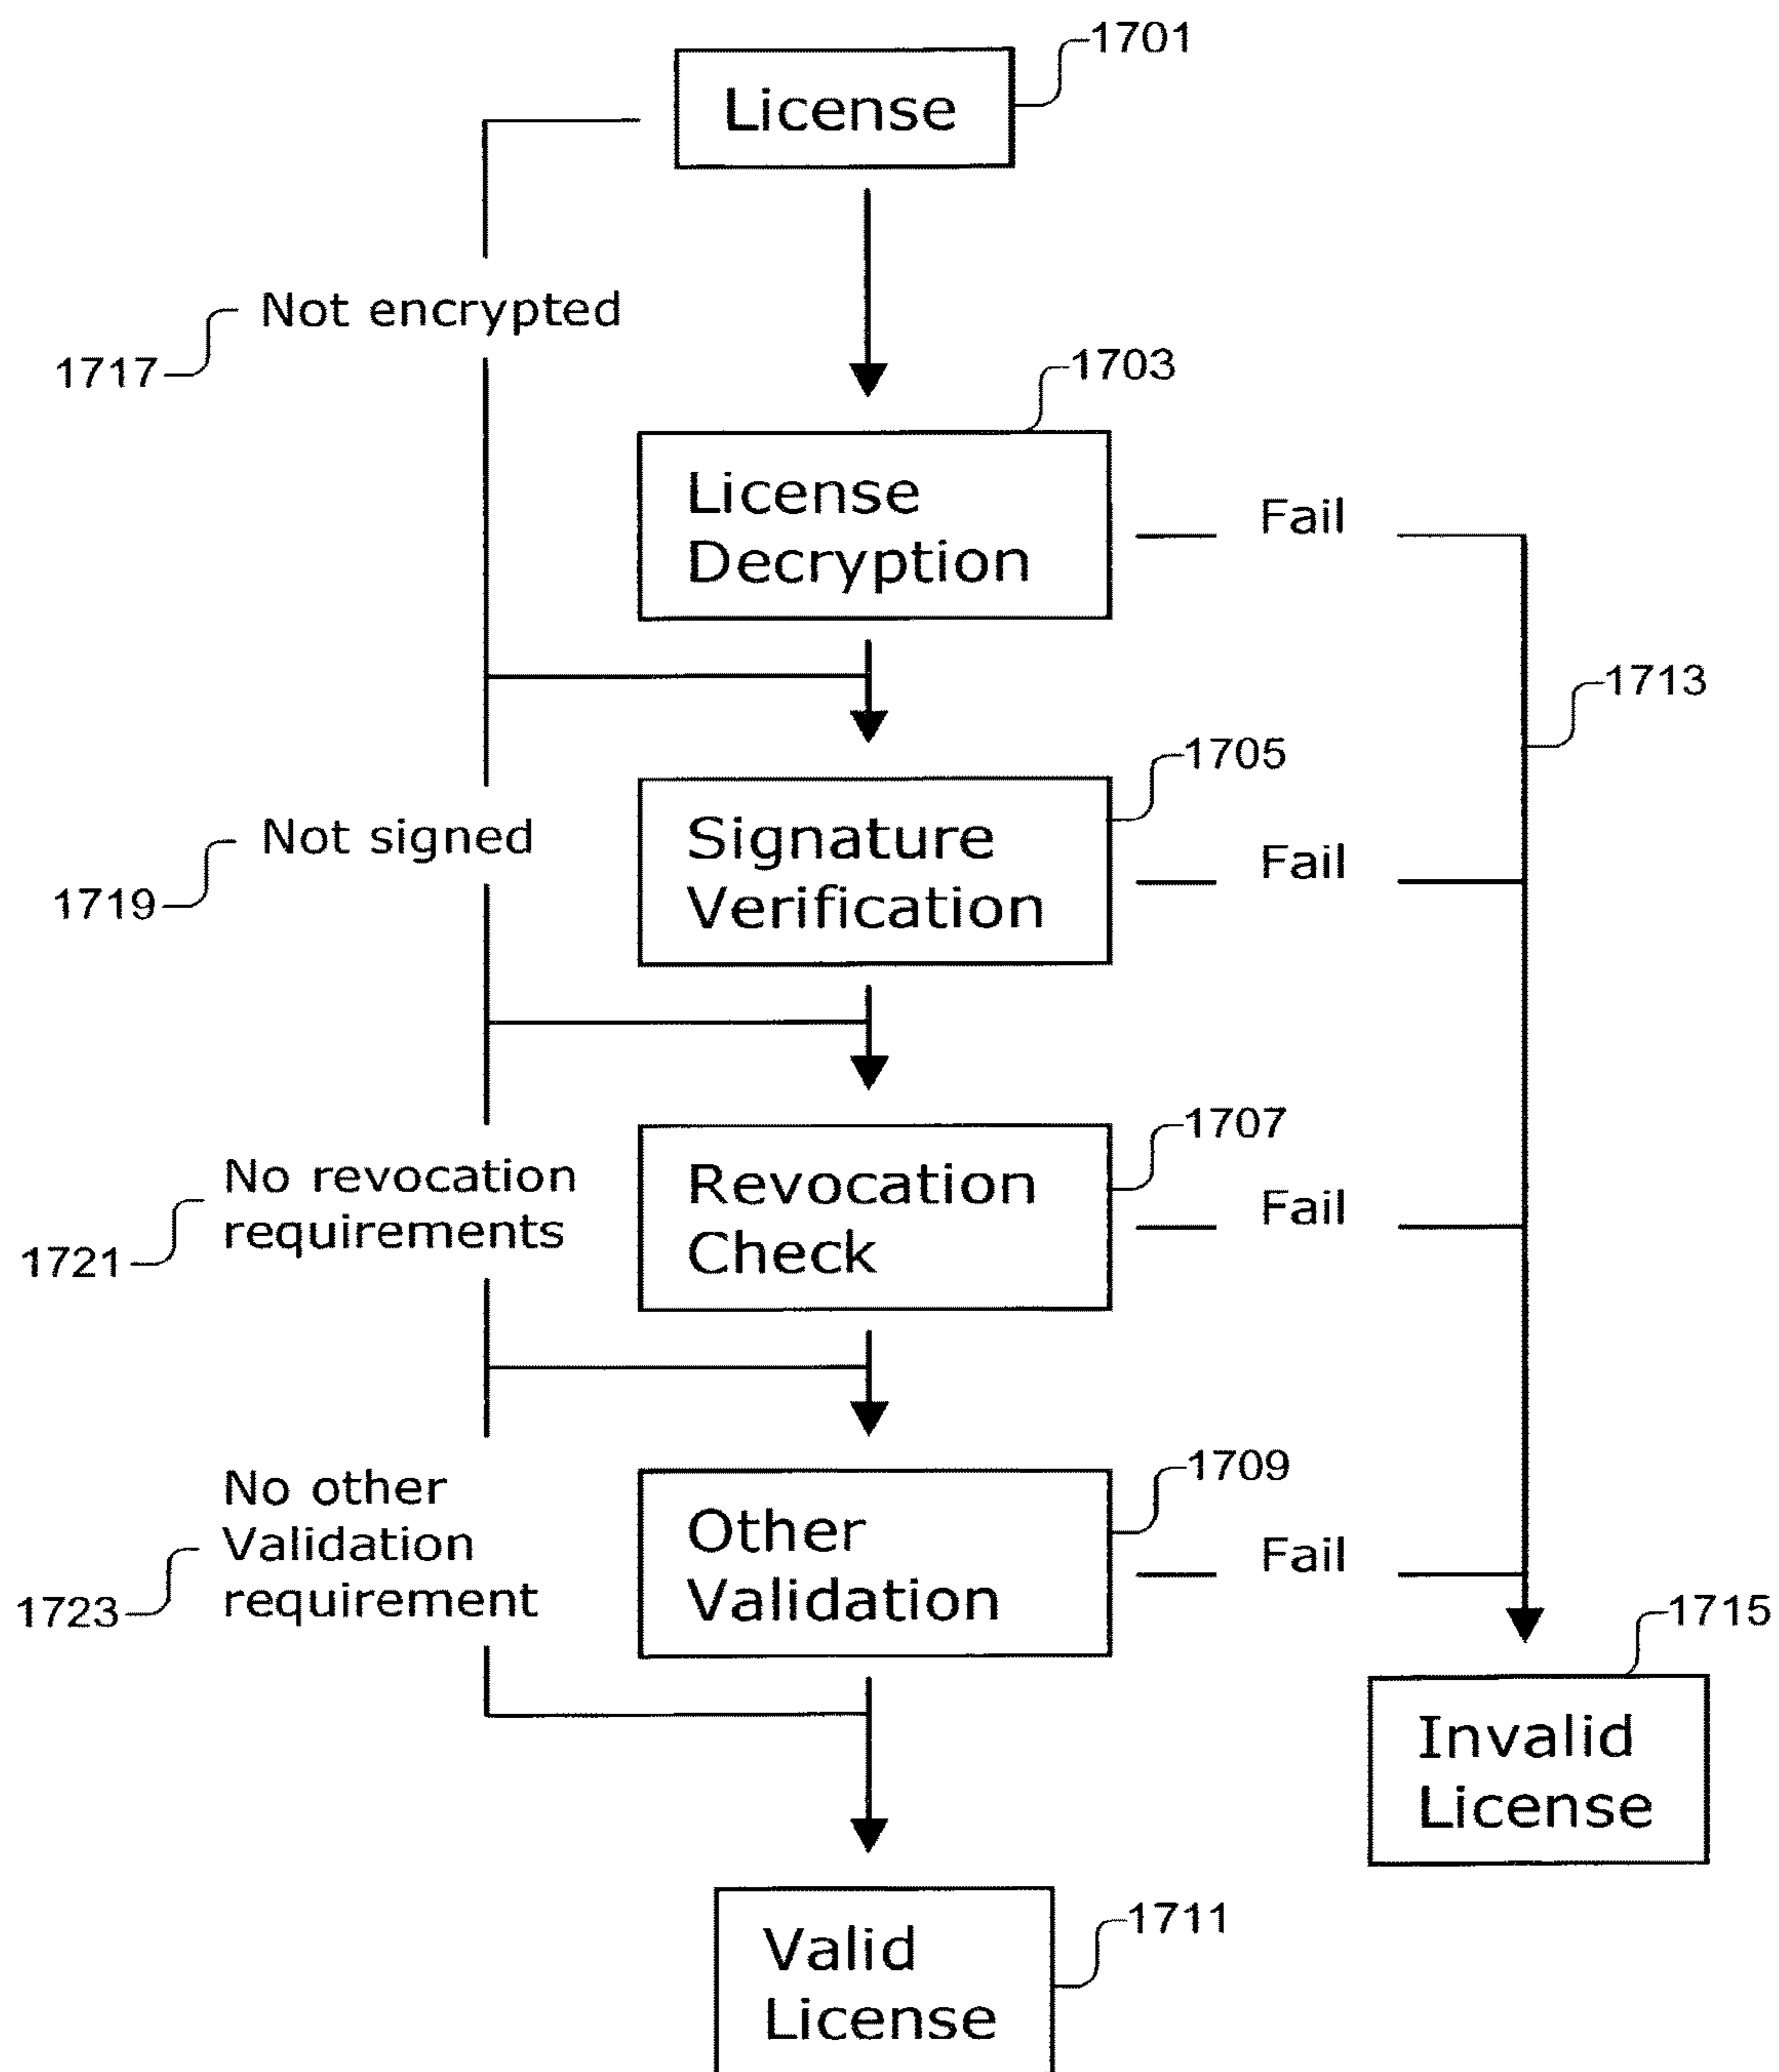 1701
License
Not encrypted
1717
1703
License
Decryption
Fail
1713
1705
Not signed
1719
Signature
Verification
Fail
1707
No revocation
requirements
1721
Revocation
Check
Fail
1709
No other
Validation
requirement
1723
Other
Validation
Fail
1715
Invalid
License
1711
Valid
License